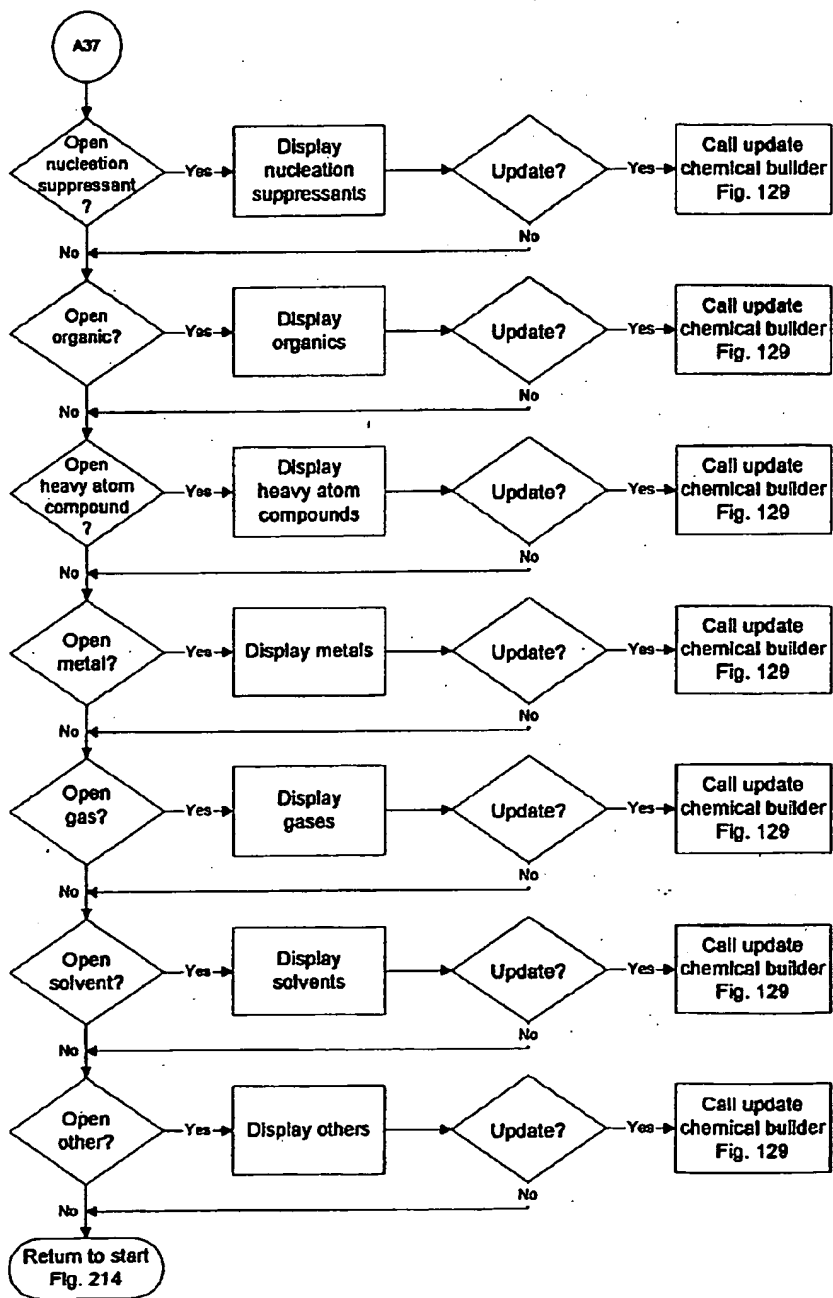 A37
Open
nucleation
suppressant
?
Yes
Display
nucleation
suppressants
Update?
Yes
Call update
chemical builder
Fig. 129
No
No
Open
organic?
Yes
Display
organics
Update?
Yes
Call update
chemical builder
Fig. 129
No
No
Open
heavy atom
compound
?
Yes
Display
heavy atom
compounds
Update?
Yes
Call update
chemical builder
Fig. 129
No
No
Open
metal?
Yes
Display metals
Update?
Yes
Call update
chemical builder
Fig. 129
No
No
Open
gas?
Yes
Display
gases
Update?
Yes
Call update
chemical builder
Fig. 129
No
No
Open
solvent?
Yes
Display
solvents
Update?
Yes
Call update
chemical builder
Fig. 129
No
No
Open
other?
Yes
Display others
Update?
Yes
Call update
chemical builder
Fig. 129
No
No
Return to start
Fig. 214